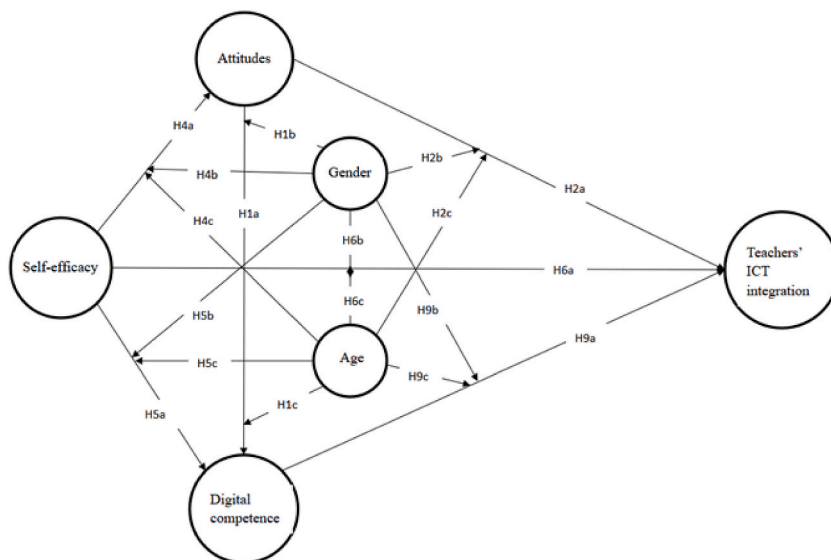 Attitudes
H4a
H1b
Gender
H2b
H4b
H2a
H4c
H1a
H2c
H6b
Self-efficacy
H6a
Teachers'
ICT
integration
H6c
H5b
H9b
H9a
H5c
Age
H9c
H1c
H5a
Digital
competence